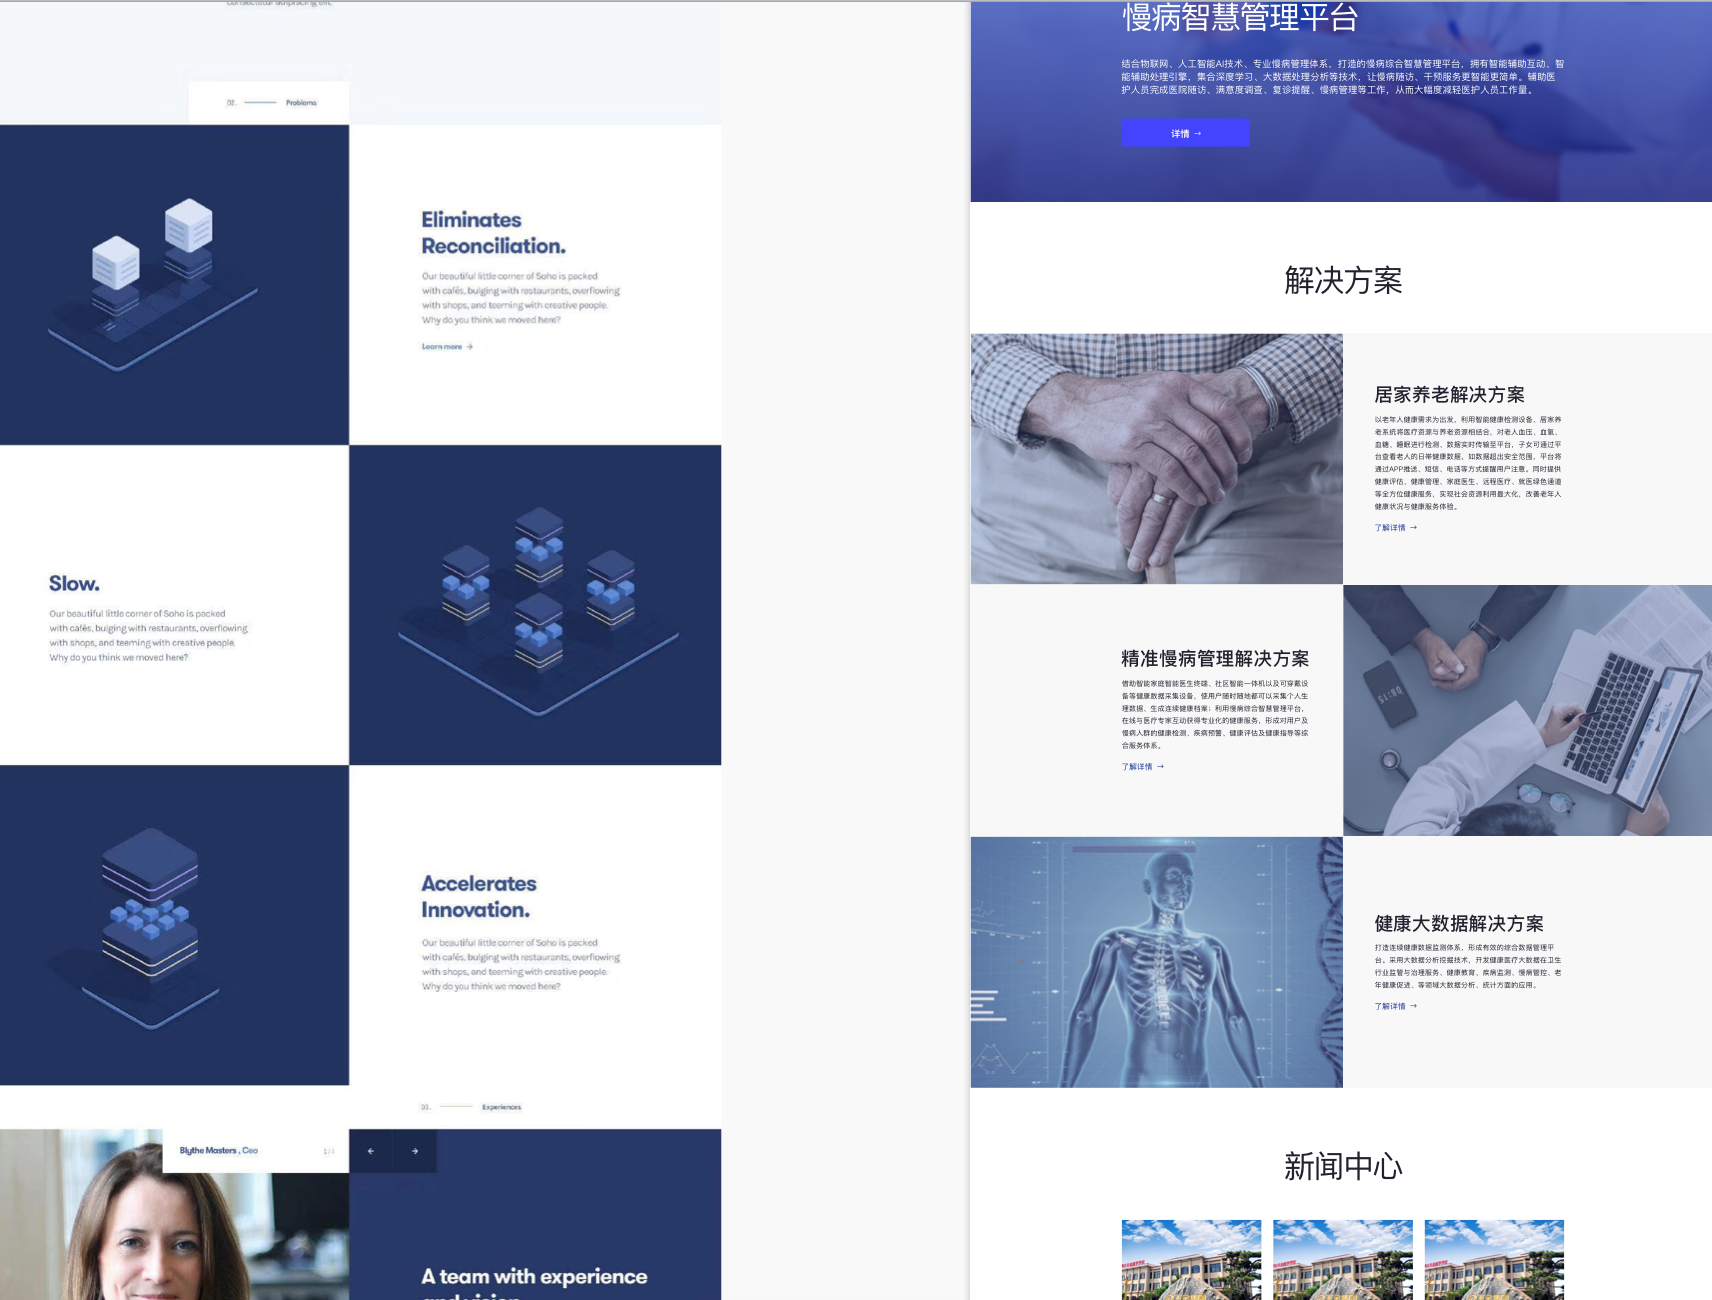 consectetur adipiscing elit.
02. Problems
Eliminates
Reconciliation.
Our beautiful little corner of Soho is packed
with cafés, bulging with restaurants, overflowing
with shops, and teeming with creative people.
Why do you think we moved here?
Learn more →
Slow.
Our beautiful little corner of Soho is packed
with cafés, bulging with restaurants, overflowing
with shops, and teeming with creative people.
Why do you think we moved here?
Accelerates
Innovation.
Our beautiful little corner of Soho is packed
with cafés, bulging with restaurants, overflowing
with shops, and teeming with creative people.
Why do you think we moved here?
03. Experiences
Blythe Masters , Ceo
← →
A team with experience
and vision
慢病智慧管理平台
结合物联网、人工智能AI技术、专业慢病管理体系，打造的慢病综合智慧管理平台，拥有智能辅助互动、智
能辅助处理引擎，集合深度学习、大数据处理分析等技术，让慢病随访、干预服务更智能更简单。辅助医
护人员完成医院随访、满意度调查、复诊提醒、慢病管理等工作，从而大幅度减轻医护人员工作量。
详情 →
解决方案
居家养老解决方案
以老年人健康需求为出发，利用智能健康检测设备、居家养
老系统将医疗资源与养老资源相结合，对老人血压、血氧、
血糖、睡眠进行检测、数据实时传输至平台，子女可通过平
台查看老人的日常健康数据，如数据超出安全范围，平台将
通过APP推送、短信、电话等方式提醒用户注意。同时提供
健康评估、健康管理、家庭医生、远程医疗、就医绿色通道
等全方位健康服务，实现社会资源利用最大化，改善老年人
健康状况与健康服务体验。
了解详情 →
精准慢病管理解决方案
借助智能家庭智能医生终端、社区智能一体机以及可穿戴设
备等健康数据采集设备，使用户随时随地都可以采集个人生
理数据、生成连续健康档案；利用慢病综合智慧管理平台，
在线与医疗专家互动获得专业化的健康服务，形成对用户及
慢病人群的健康检测、疾病预警、健康评估及健康指导等综
合服务体系。
了解详情 →
健康大数据解决方案
打造连续健康数据监测体系，形成有效的综合数据管理平
台。采用大数据分析挖掘技术，开发健康医疗大数据在卫生
行业监管与治理服务、健康教育、疾病监测、慢病管控、老
年健康促进、等领域大数据分析、统计方面的应用。
了解详情 →
新闻中心